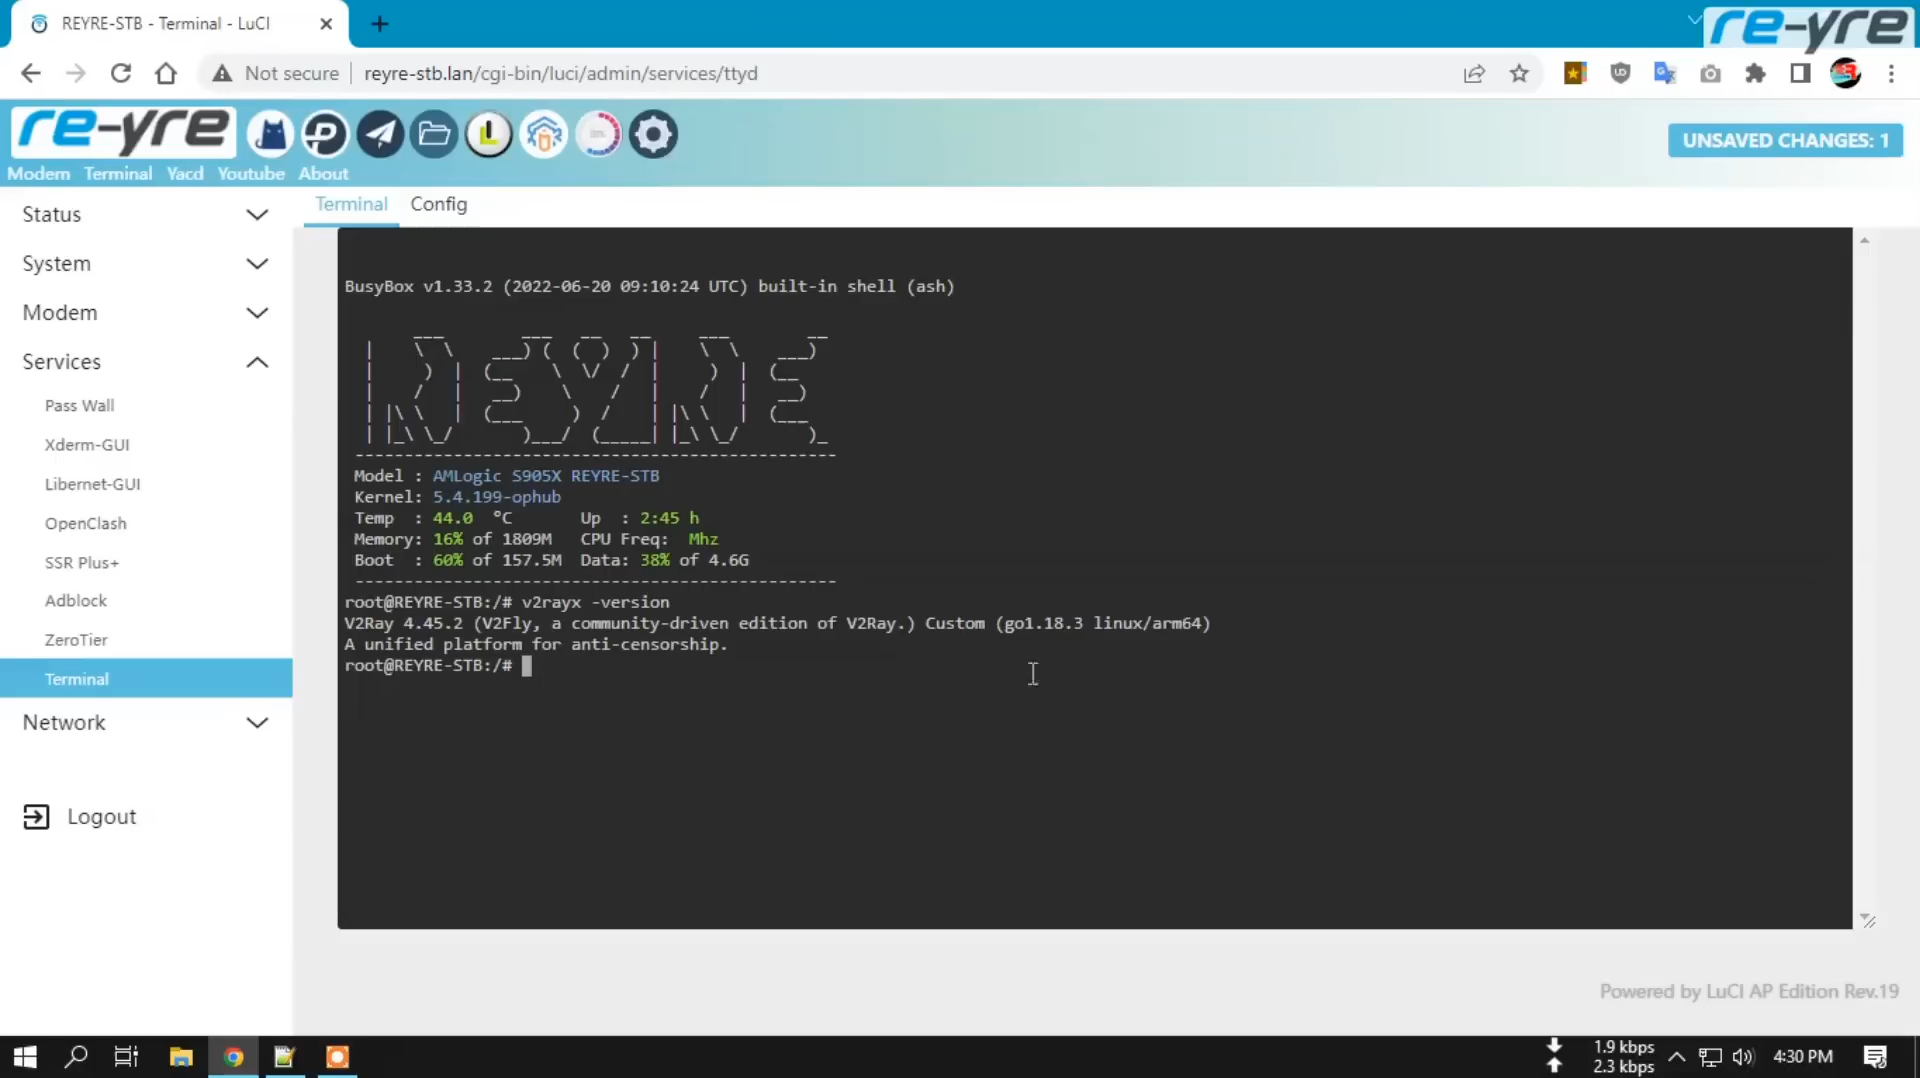 REYRE-STB - Terminal - LuCI
re-yre
Not secure
reyre-stb.lan/cgi-bin/luci/admin/services/ttyd
re-yre
UNSAVED CHANGES: 1
Modem Terminal Yacd Youtube About
Status
Terminal Config
System
Modem
Services
Pass Wall
Xderm-GUI
Libernet-GUI
OpenClash
SSR Plus+
Adblock
ZeroTier
Terminal
Network
Logout
BusyBox v1.33.2 (2022-06-20 09:10:24 UTC) built-in shell (ash)
REYRE
Model : AMLogic S905X REYRE-STB
Kernel: 5.4.199-ophub
Temp : 44.0 °C Up : 2:45 h
Memory: 16% of 1809M CPU Freq: Mhz
Boot : 60% of 157.5M Data: 38% of 4.6G
root@REYRE-STB:/# v2rayx -version
V2Ray 4.45.2 (V2Fly, a community-driven edition of V2Ray.) Custom (go1.18.3 linux/arm64)
A unified platform for anti-censorship.
root@REYRE-STB:/#
Powered by LuCI AP Edition Rev.19
1.9 kbps
2.3 kbps
4:30 PM